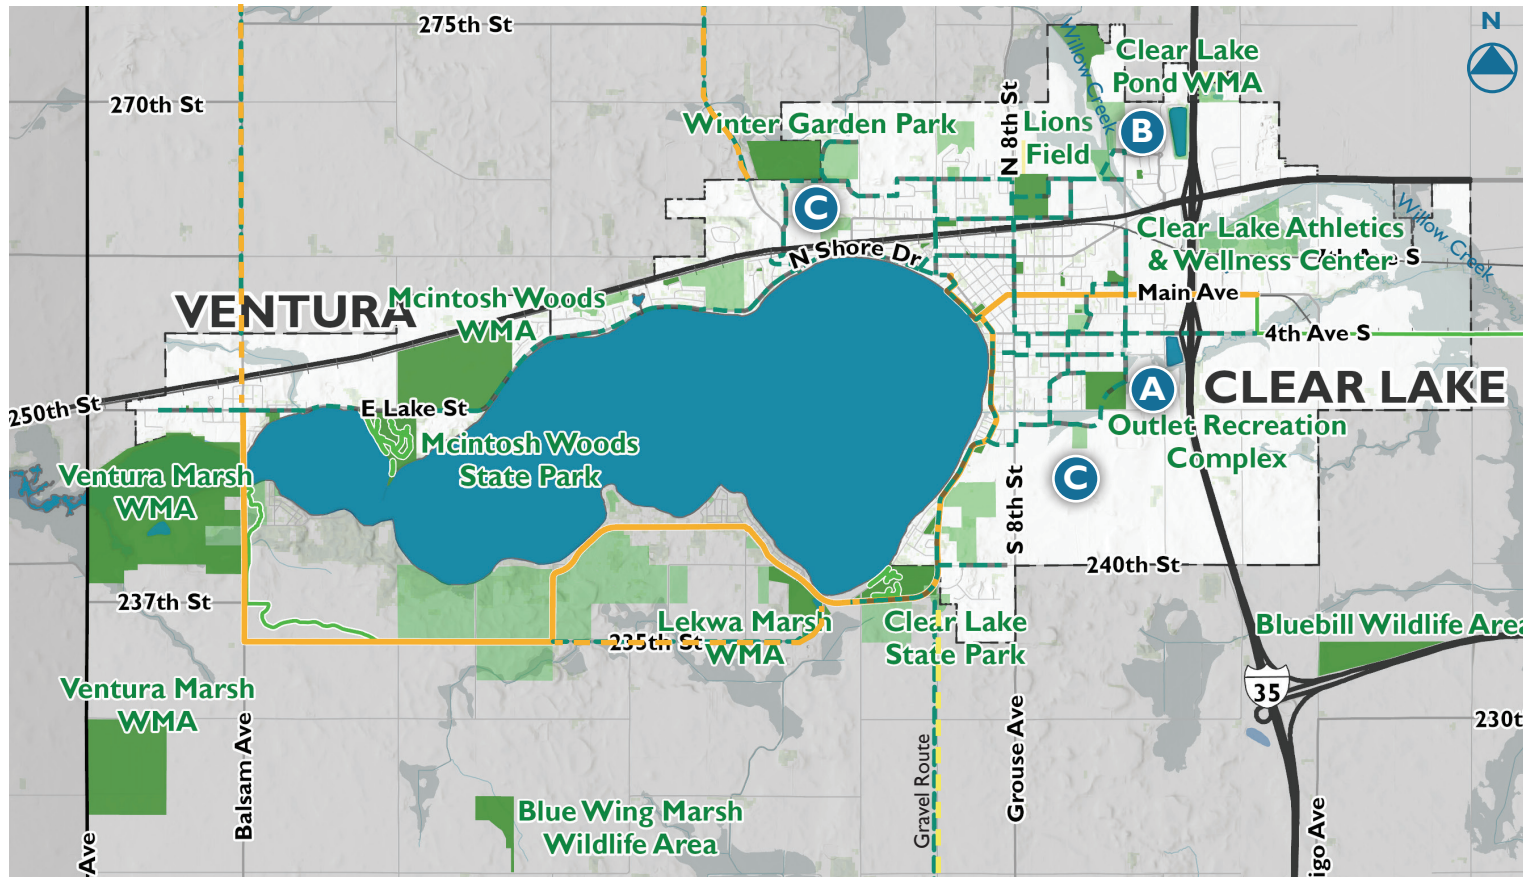 275th St
N
Clear Lake
Pond WMA
270th St
Willow Creek
Winter Garden Park
N 8th St
Lions
Field
B
C
Willow Creek
Clear Lake Athletics
& Wellness Center
N Shore Dr
Main Ave
VENTURA
Mcintosh Woods
WMA
4th Ave S
250th St
E Lake St
A
CLEAR LAKE
Outlet Recreation
Complex
Mcintosh Woods
State Park
Ventura Marsh
WMA
C
S 8th St
240th St
237th St
Lekwa Marsh
WMA
235th St
Clear Lake
State Park
Bluebill Wildlife Area
Ventura Marsh
WMA
35
230t
Balsam Ave
Gravel Route
Grouse Ave
Blue Wing Marsh
Wildlife Area
Ave
igo Ave